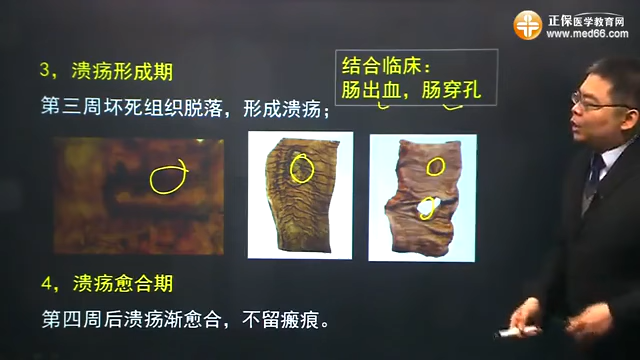 正保医学教育网
www.med66.com
3，溃疡形成期
结合临床：
肠出血，肠穿孔
第三周坏死组织脱落，形成溃疡；
4，溃疡愈合期
第四周后溃疡渐愈合，不留瘢痕。